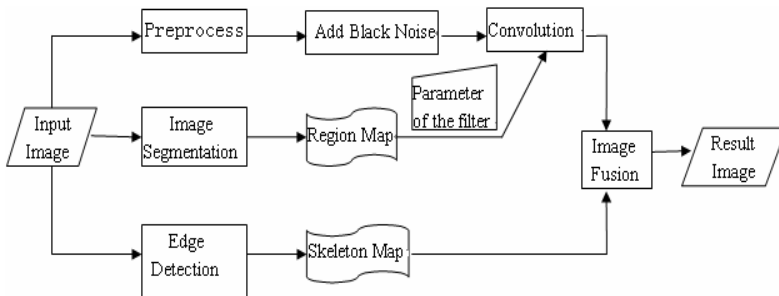 Preprocess
Add Black Noise
Convolution
Parameter
of the filter
Input
Image
Image
Segmentation
Region Map
Image
Fusion
Result
Image
Edge
Detection
Skeleton Map